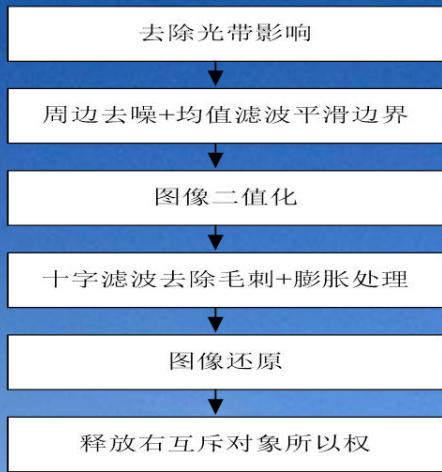 去除光带影响
周边去噪+均值滤波平滑边界
图像二值化
十字滤波去除毛刺+膨胀处理
图像还原
释放右互斥对象所以权